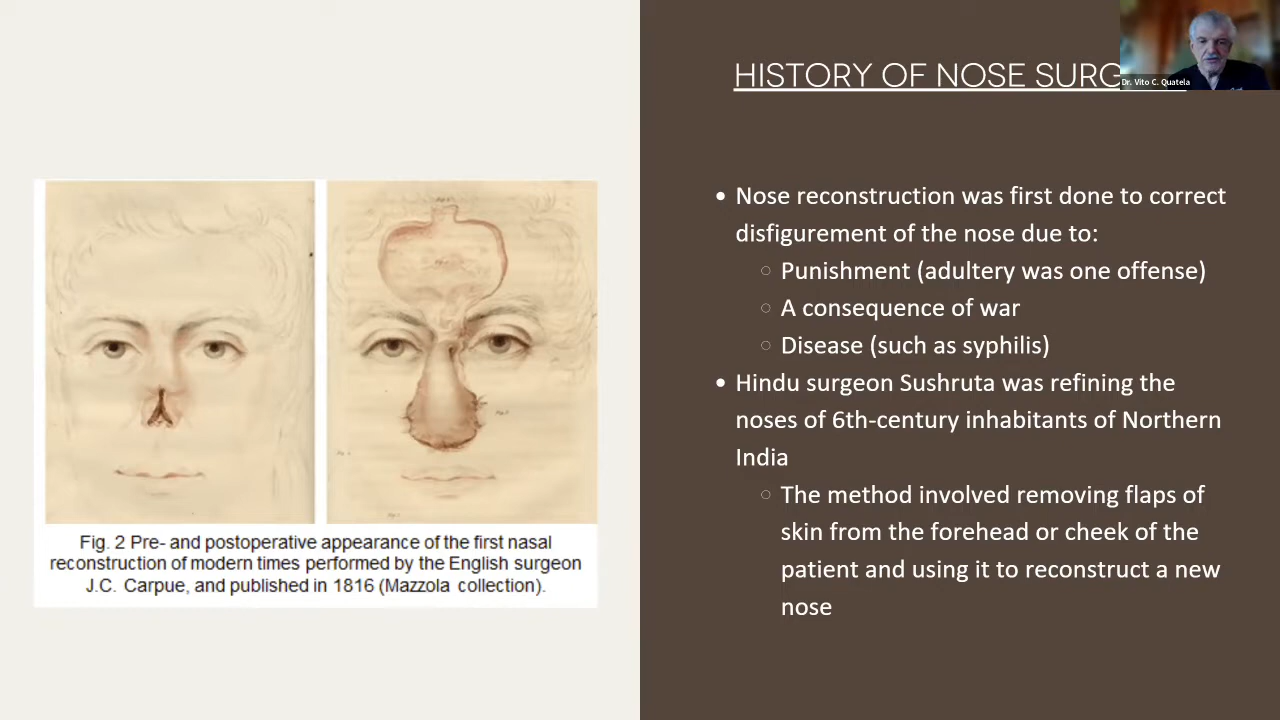 HISTORY OF NOSE SURG
Dr. Vito C. Quatela
• Nose reconstruction was first done to correct
disfigurement of the nose due to:
○ Punishment (adultery was one offense)
○ A consequence of war
○ Disease (such as syphilis)
• Hindu surgeon Sushruta was refining the
noses of 6th-century inhabitants of Northern
India
○ The method involved removing flaps of
skin from the forehead or cheek of the
patient and using it to reconstruct a new
nose
Fig. 2 Pre- and postoperative appearance of the first nasal
reconstruction of modern times performed by the English surgeon
J.C. Carpue, and published in 1816 (Mazzola collection).